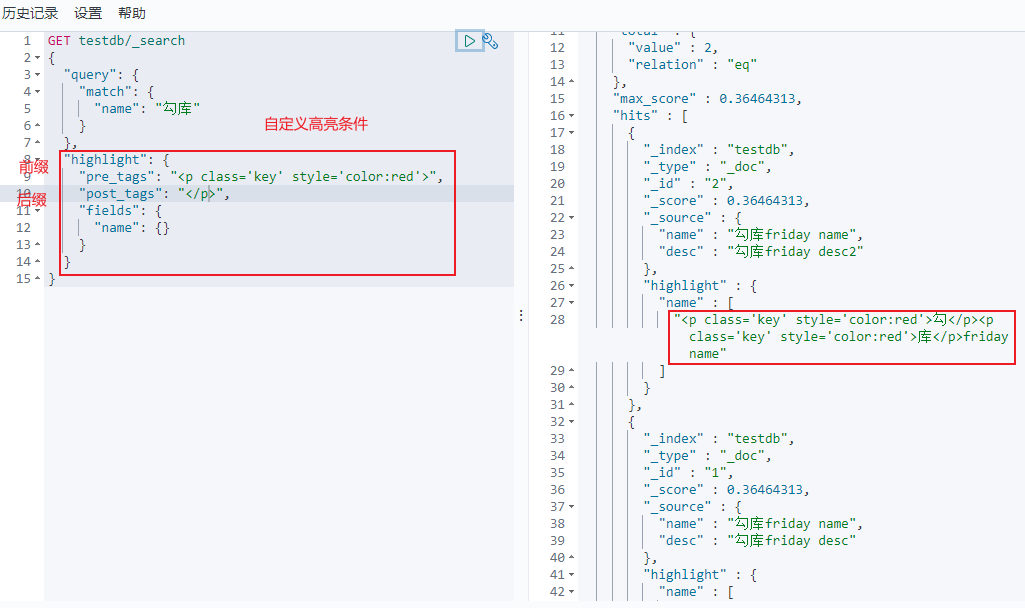 历史记录 设置 帮助
1 GET testdb/_search
2 {
3 "query": {
4 "match": {
5 "name": "勾库"
6 }
7 },
"highlight": {
9 "pre_tags": "<p class='key' style='color:red'>",
10 "post_tags": "</p>",
11 "fields": {
12 "name": {}
13 }
14 }
15 }
自定义高亮条件
前缀
后缀
11 "total" : {
12 "value" : 2,
13 "relation" : "eq"
14 },
15 "max_score" : 0.36464313,
16 "hits" : [
17 {
18 "_index" : "testdb",
19 "_type" : "_doc",
20 "_id" : "2",
21 "_score" : 0.36464313,
22 "_source" : {
23 "name" : "勾库friday name",
24 "desc" : "勾库friday desc2"
25 },
26 "highlight" : {
27 "name" : [
28 "<p class='key' style='color:red'>勾</p><p
class='key' style='color:red'>库</p>friday
name"
29 ]
30 }
31 },
32 {
33 "_index" : "testdb",
34 "_type" : "_doc",
35 "_id" : "1",
36 "_score" : 0.36464313,
37 "_source" : {
38 "name" : "勾库friday name",
39 "desc" : "勾库friday desc"
40 },
41 "highlight" : {
42 "name" : [